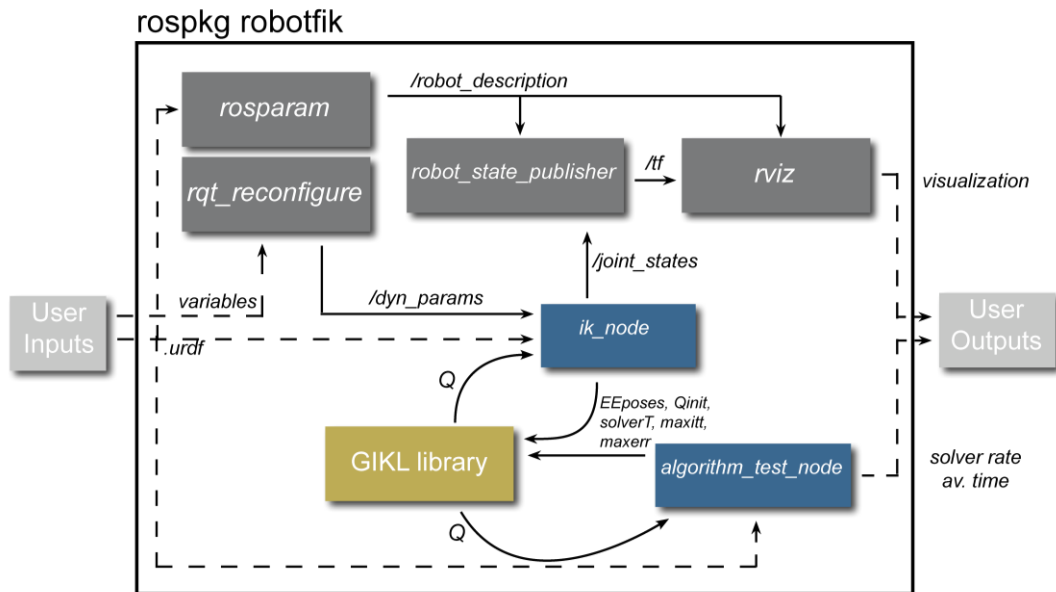 rospkg robotfik
/robot_description
rosparam
robot_state_publisher
/tf
rviz
rqt_reconfigure
visualization
/joint_states
variables
/dyn_params
User
Inputs
ik_node
User
Outputs
.urdf
Q
EEposes, Qinit,
solverT, maxitt,
maxerr
GIKL library
algorithm_test_node
solver rate
av. time
Q